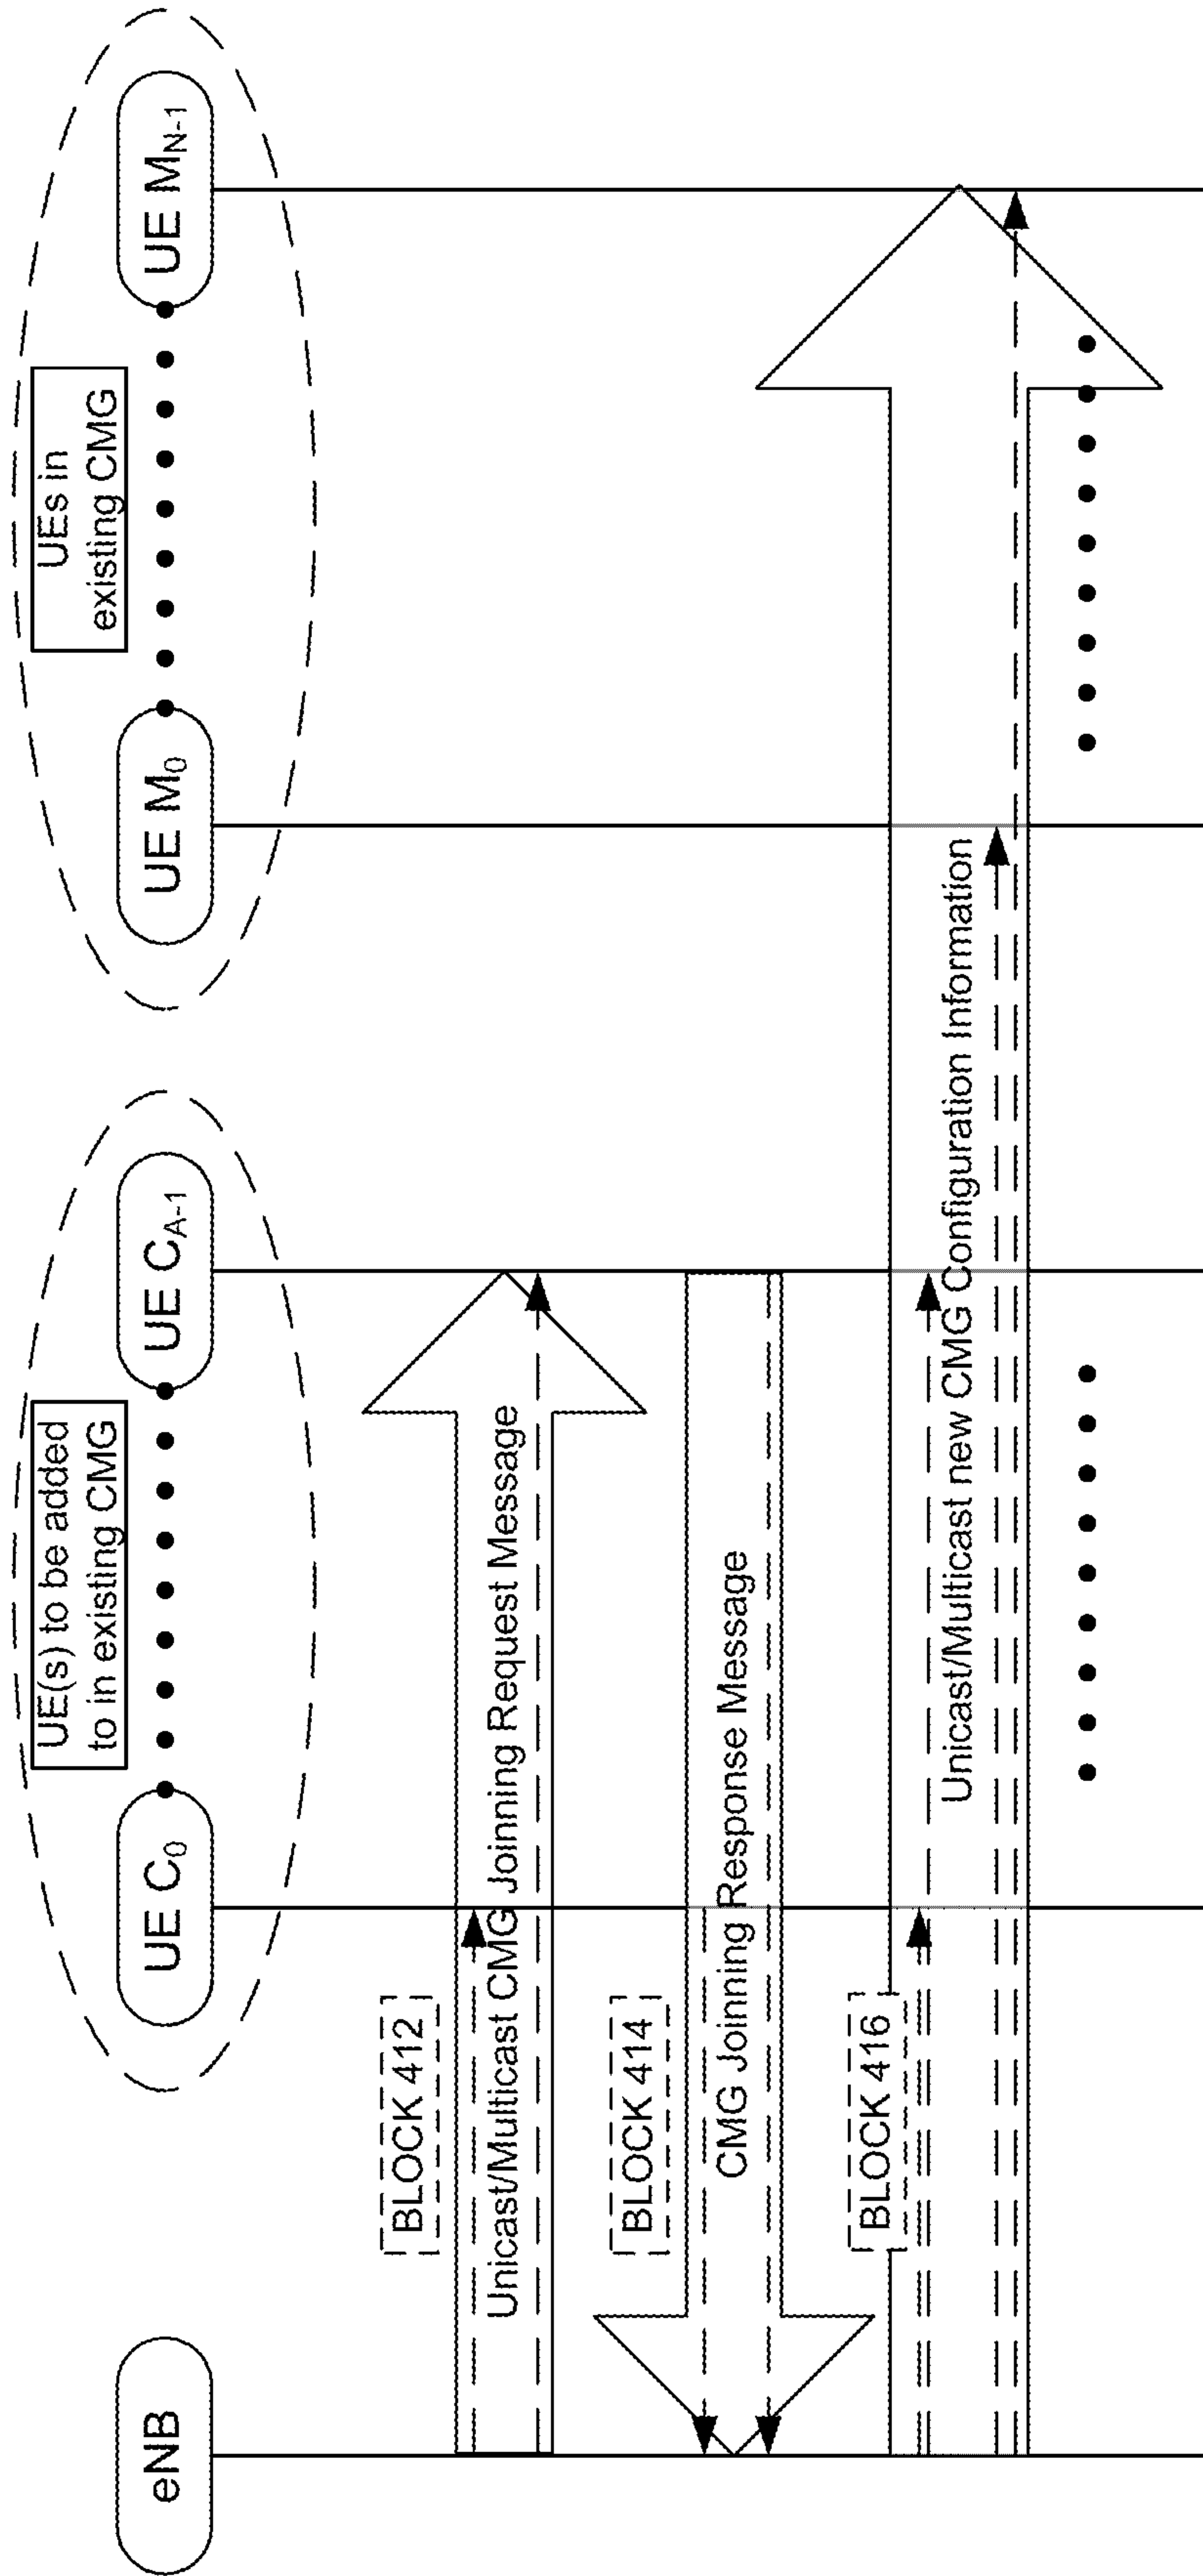 eNB
UE(s) to be added
to in existing CMG
UE C0
UE CA-1
UEs in
existing CMG
UE M0
UE MN-1
BLOCK 412
Unicast/Multicast CMG Joinning Request Message
BLOCK 414
CMG Joinning Response Message
BLOCK 416
Unicast/Multicast new CMG Configuration Information